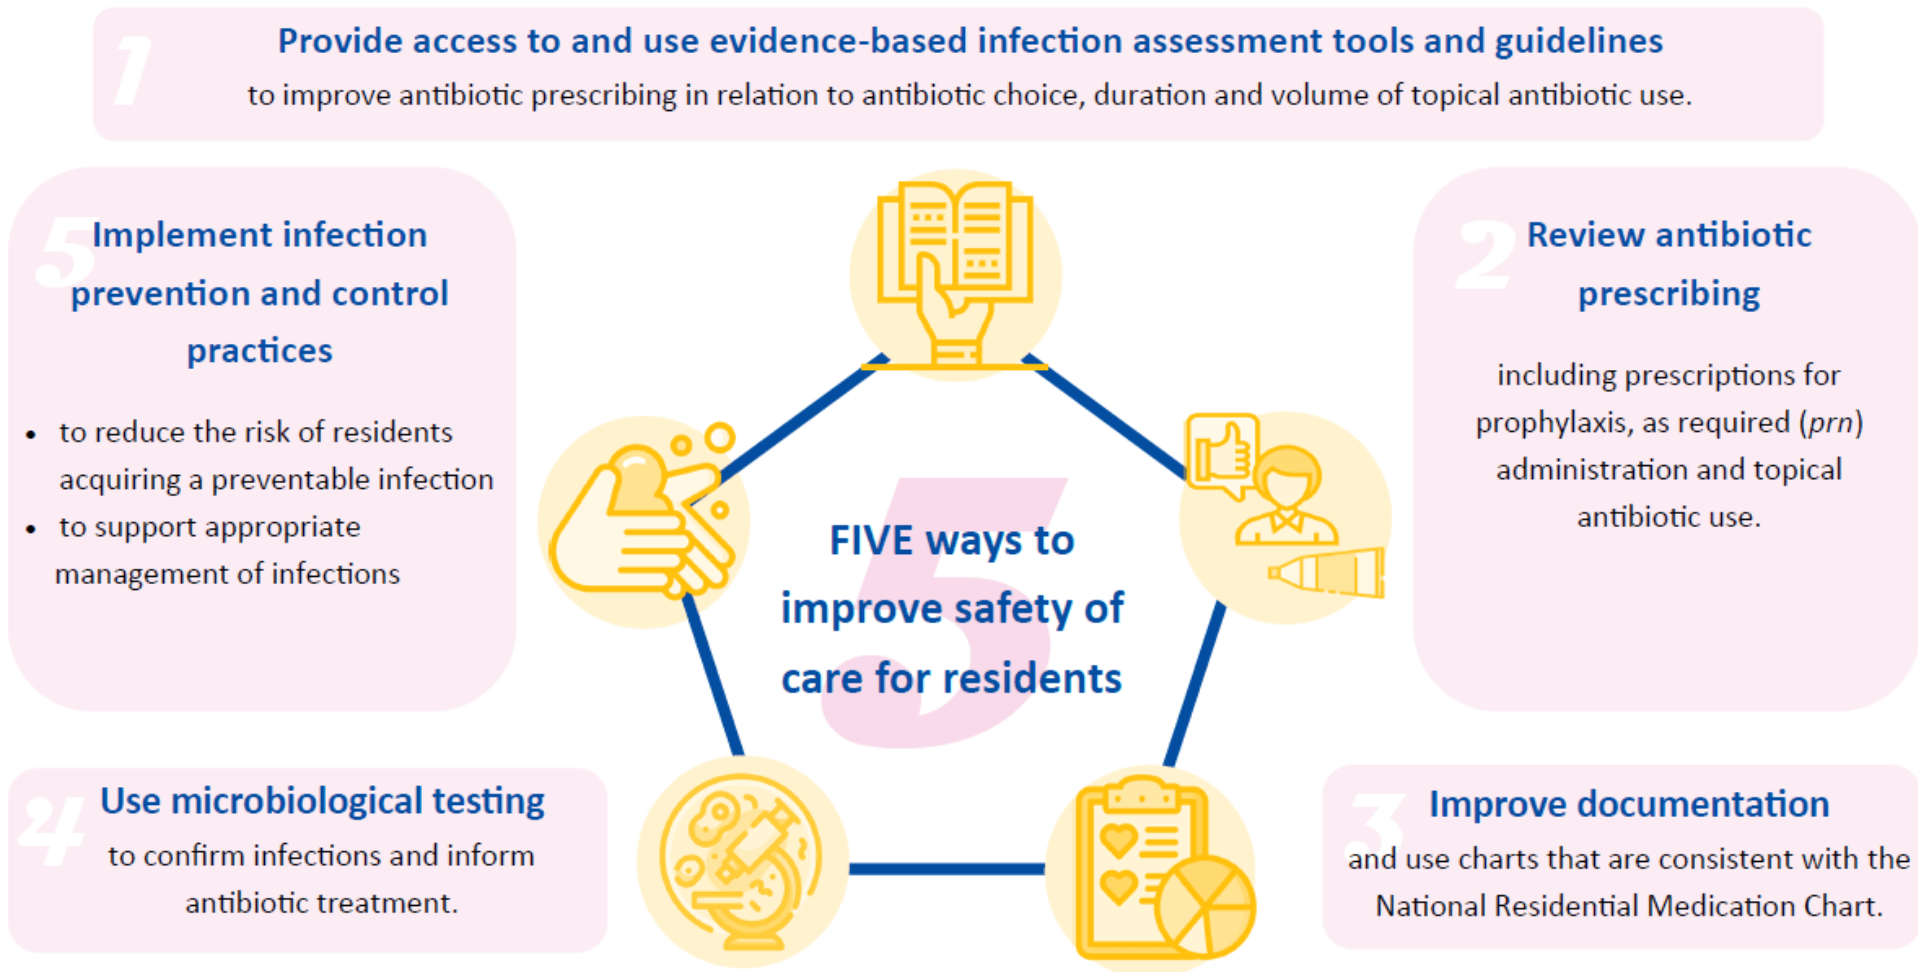 1
Provide access to and use evidence-based infection assessment tools and guidelines
to improve antibiotic prescribing in relation to antibiotic choice, duration and volume of topical antibiotic use.
2
Review antibiotic
prescribing
including prescriptions for
prophylaxis, as required (prn)
administration and topical
antibiotic use.
3
Improve documentation
and use charts that are consistent with the
National Residential Medication Chart.
4
Use microbiological testing
to confirm infections and inform
antibiotic treatment.
5
Implement infection
prevention and control
practices
• to reduce the risk of residents
acquiring a preventable infection
• to support appropriate
management of infections
5
FIVE ways to
improve safety of
care for residents